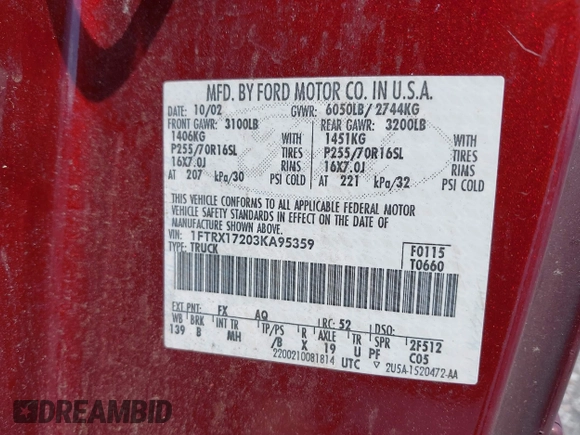 MFD. BY FORD MOTOR CO. IN U.S.A.
DATE: 10/02 GVWR: 6050LB/ 2744KG
FRONT GAWR: 3100LB REAR GAWR: 3200LB
1406KG WITH 1451KG WITH
P255/70R16SL TIRES P255/70R16SL TIRES
16X7.0J RIMS 16X7.0J RIMS
AT 207 kPa/30 PSI COLD AT 221 kPa/32 PSI COLD
THIS VEHICLE CONFORMS TO ALL APPLICABLE FEDERAL MOTOR
VEHICLE SAFETY STANDARDS IN EFFECT ON THE DATE OF
MANUFACTURE SHOWN ABOVE.
VIN: 1FTRX17203KA95359
TYPE: TRUCK
F0115
T0660
EXT PNT: FX AQ RC: 52 DSO:
WB BRK INT TR TP/PS R AXLE TR SPR 2F512
139 B MH /B X 19 U PF C05
2200210081814 UTC ▽ 2U5A-1520472-AA
DREAMBID